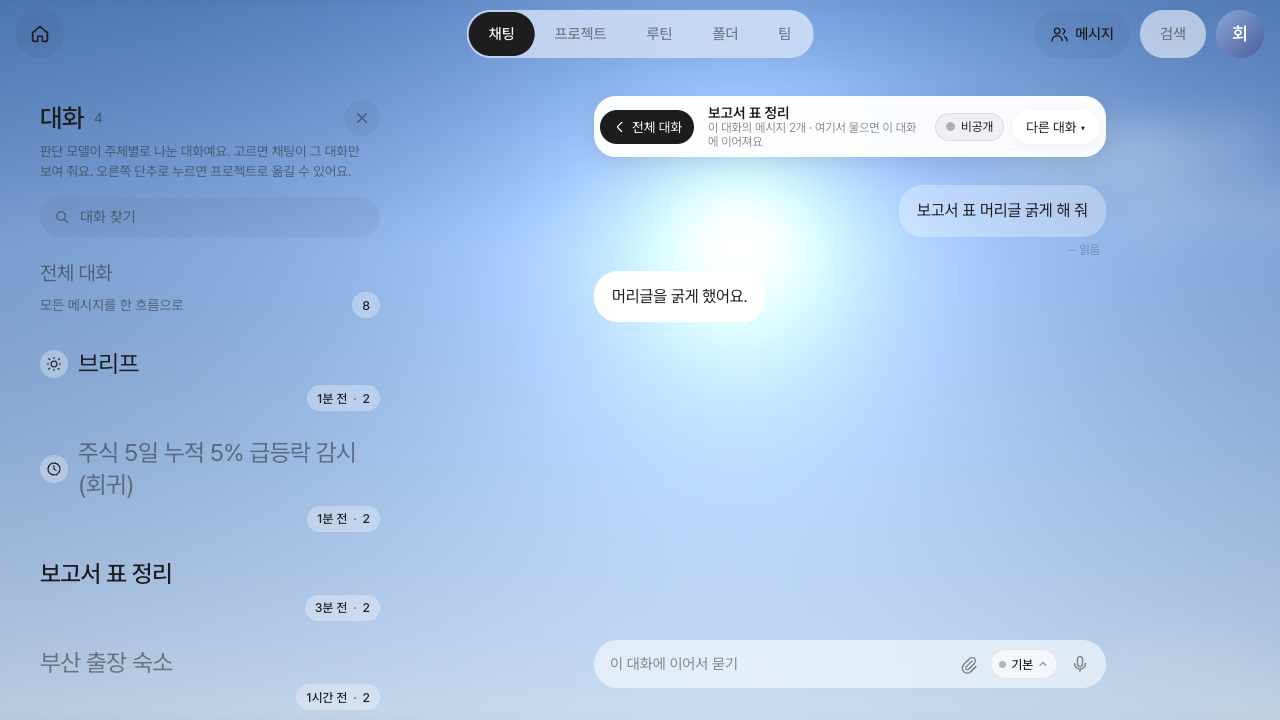 채팅
프로젝트
루틴
폴더
팀
메시지
검색
회
대화 4
판단 모델이 주제별로 나눈 대화예요. 고르면 채팅이 그 대화만
보여 줘요. 오른쪽 단추로 누르면 프로젝트로 옮길 수 있어요.
대화 찾기
전체 대화
모든 메시지를 한 흐름으로
8
브리프
1분 전 · 2
주식 5일 누적 5% 급등락 감시
(회귀)
1분 전 · 2
보고서 표 정리
3분 전 · 2
부산 출장 숙소
1시간 전 · 2
전체 대화
보고서 표 정리
이 대화의 메시지 2개 · 여기서 물으면 이 대화
에 이어져요
비공개
다른 대화 ▾
보고서 표 머리글 굵게 해 줘
··· 읽음
머리글을 굵게 했어요.
이 대화에 이어서 묻기
기본